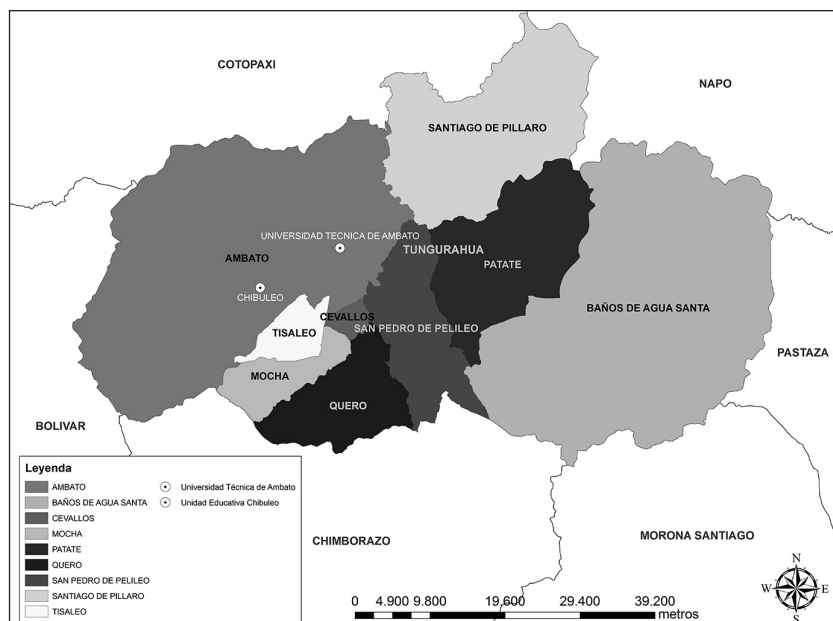 COTOPAXI
NAPO
SANTIAGO DE PILLARO
UNIVERSIDAD TECNICA DE AMBATO
TUNGURAHUA
AMBATO
PATATE
CHIBULEO
BAÑOS DE AGUA SANTA
CEVALLOS
SAN PEDRO DE PELILEO
TISALEO
PASTAZA
MOCHA
QUERO
BOLIVAR
CHIMBORAZO
MORONA SANTIAGO
Leyenda
AMBATO
BAÑOS DE AGUA SANTA
CEVALLOS
MOCHA
PATATE
QUERO
SAN PEDRO DE PELILEO
SANTIAGO DE PILLARO
TISALEO
Universidad Técnica de Ambato
Unidad Educativa Chibuleo
0 4.900 9.800 19.600 29.400 39.200
metros
N
W E
S